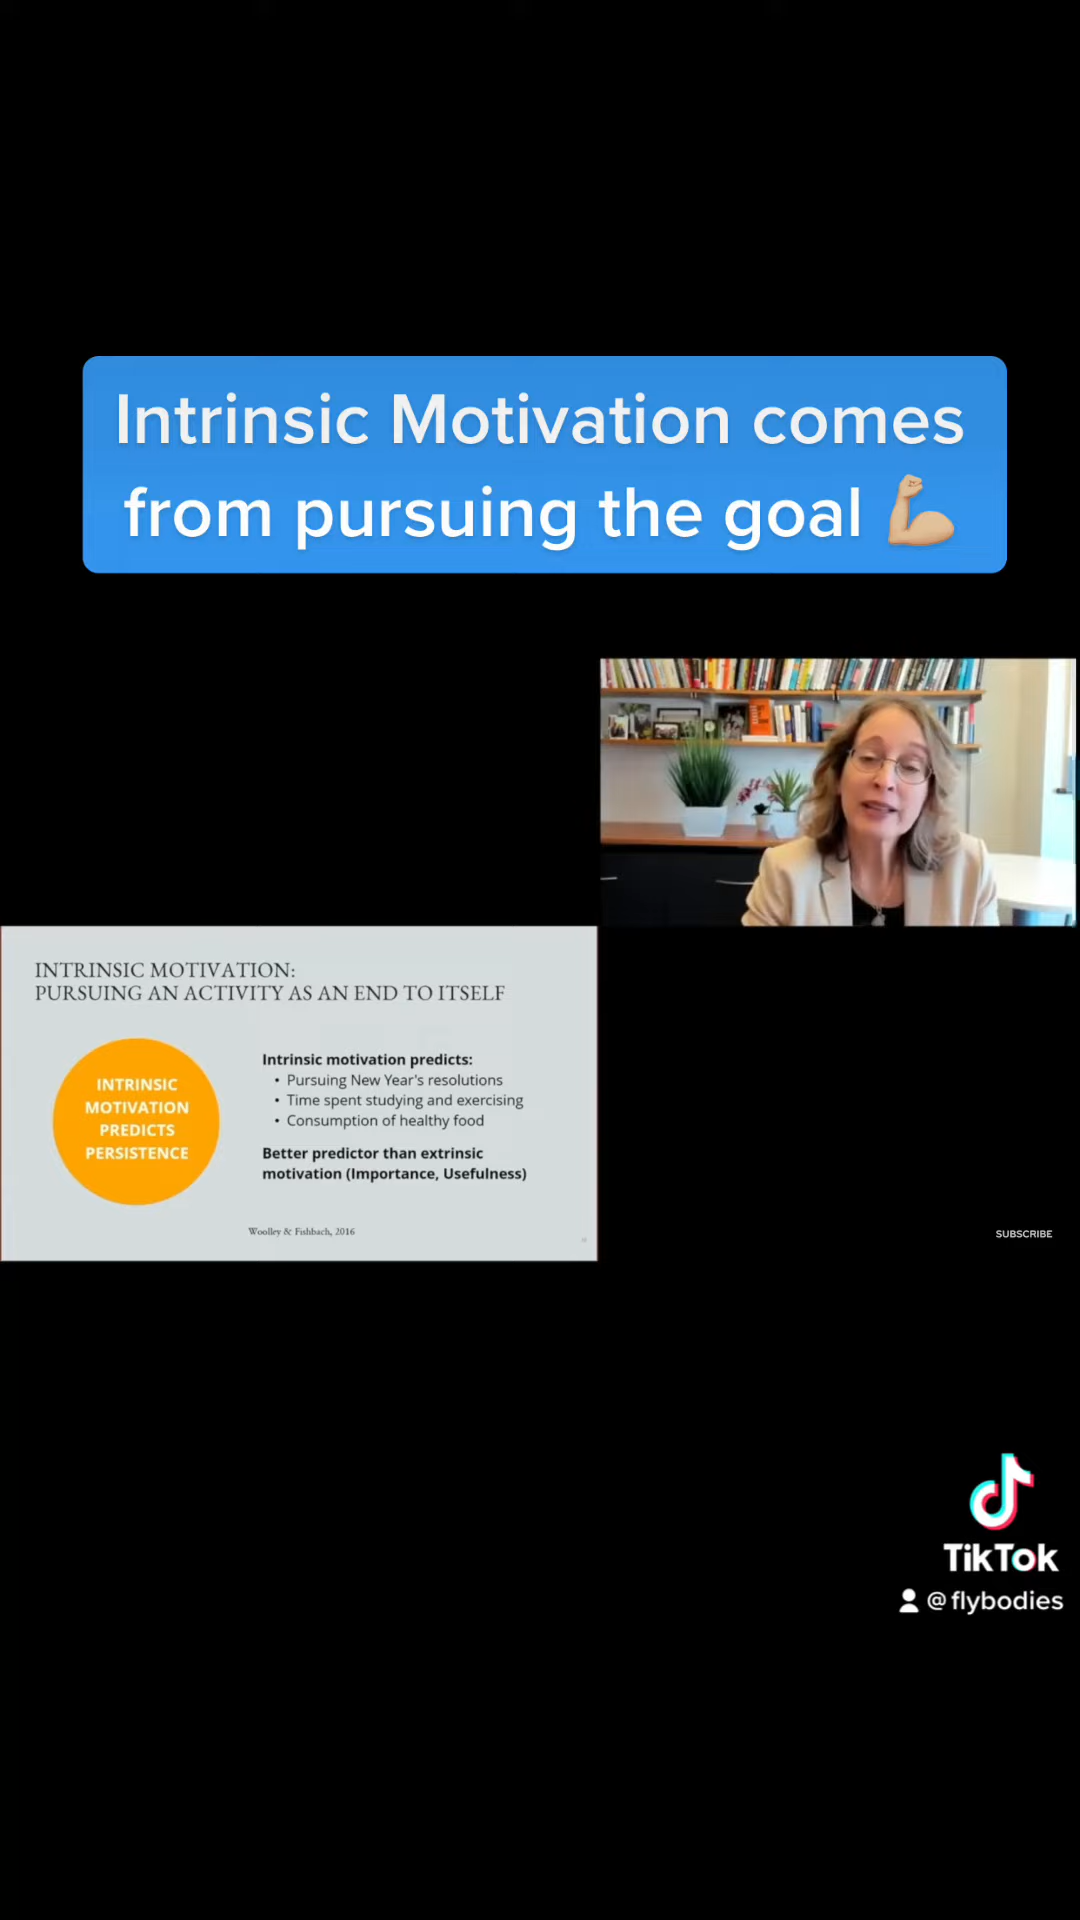 Intrinsic Motivation comes
from pursuing the goal 💪🏼
INTRINSIC MOTIVATION:
PURSUING AN ACTIVITY AS AN END TO ITSELF
INTRINSIC
MOTIVATION
PREDICTS
PERSISTENCE
Intrinsic motivation predicts:
• Pursuing New Year's resolutions
• Time spent studying and exercising
• Consumption of healthy food
Better predictor than extrinsic
motivation (Importance, Usefulness)
Woolley & Fishbach, 2016
SUBSCRIBE
TikTok
@flybodies